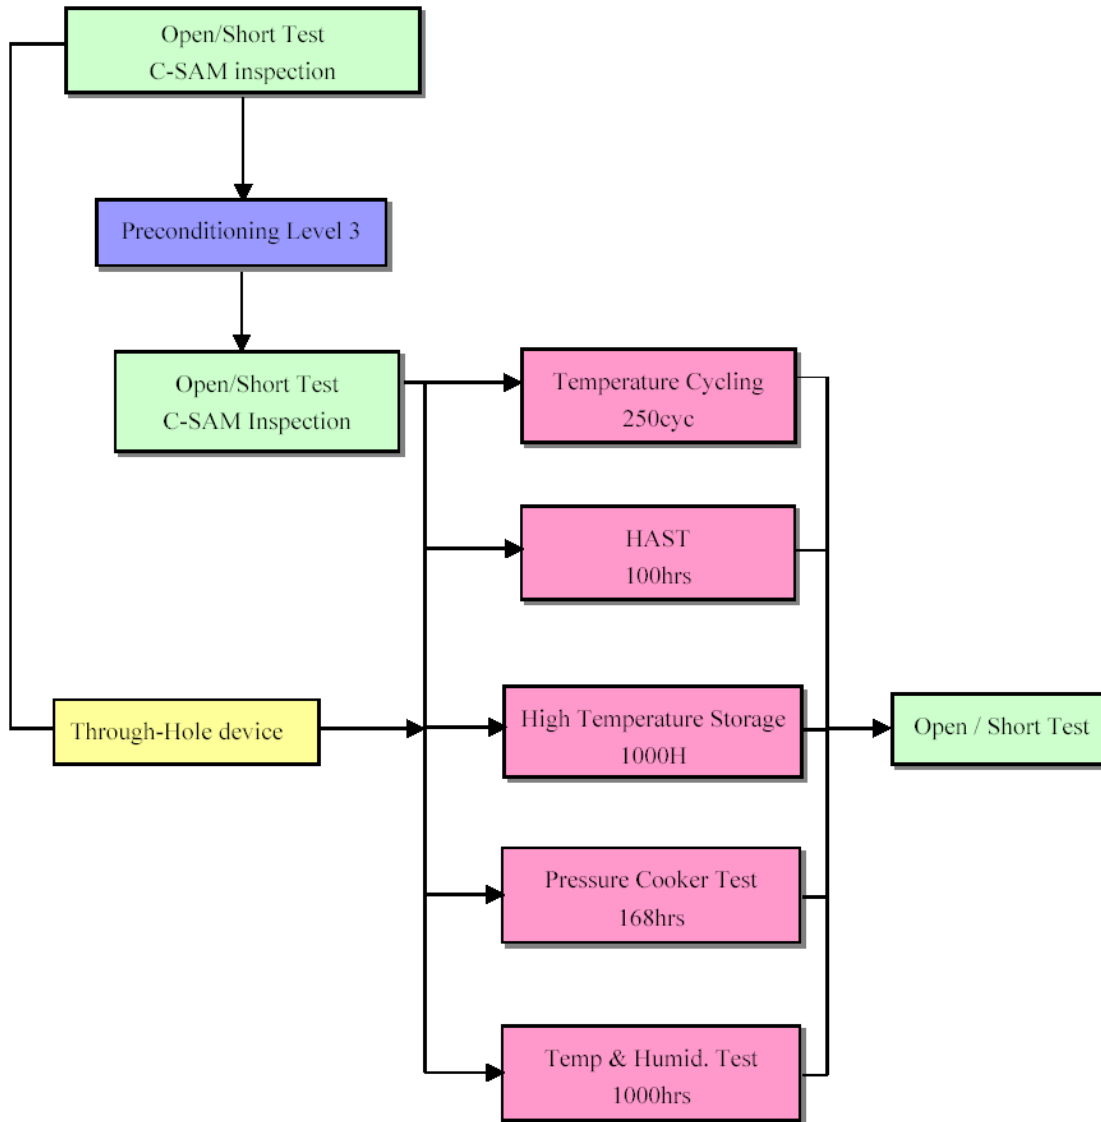 Open/Short Test
C-SAM inspection
Preconditioning Level 3
Open/Short Test
C-SAM Inspection
Temperature Cycling
250cyc
HAST
100hrs
Through-Hole device
High Temperature Storage
1000H
Open / Short Test
Pressure Cooker Test
168hrs
Temp & Humid. Test
1000hrs